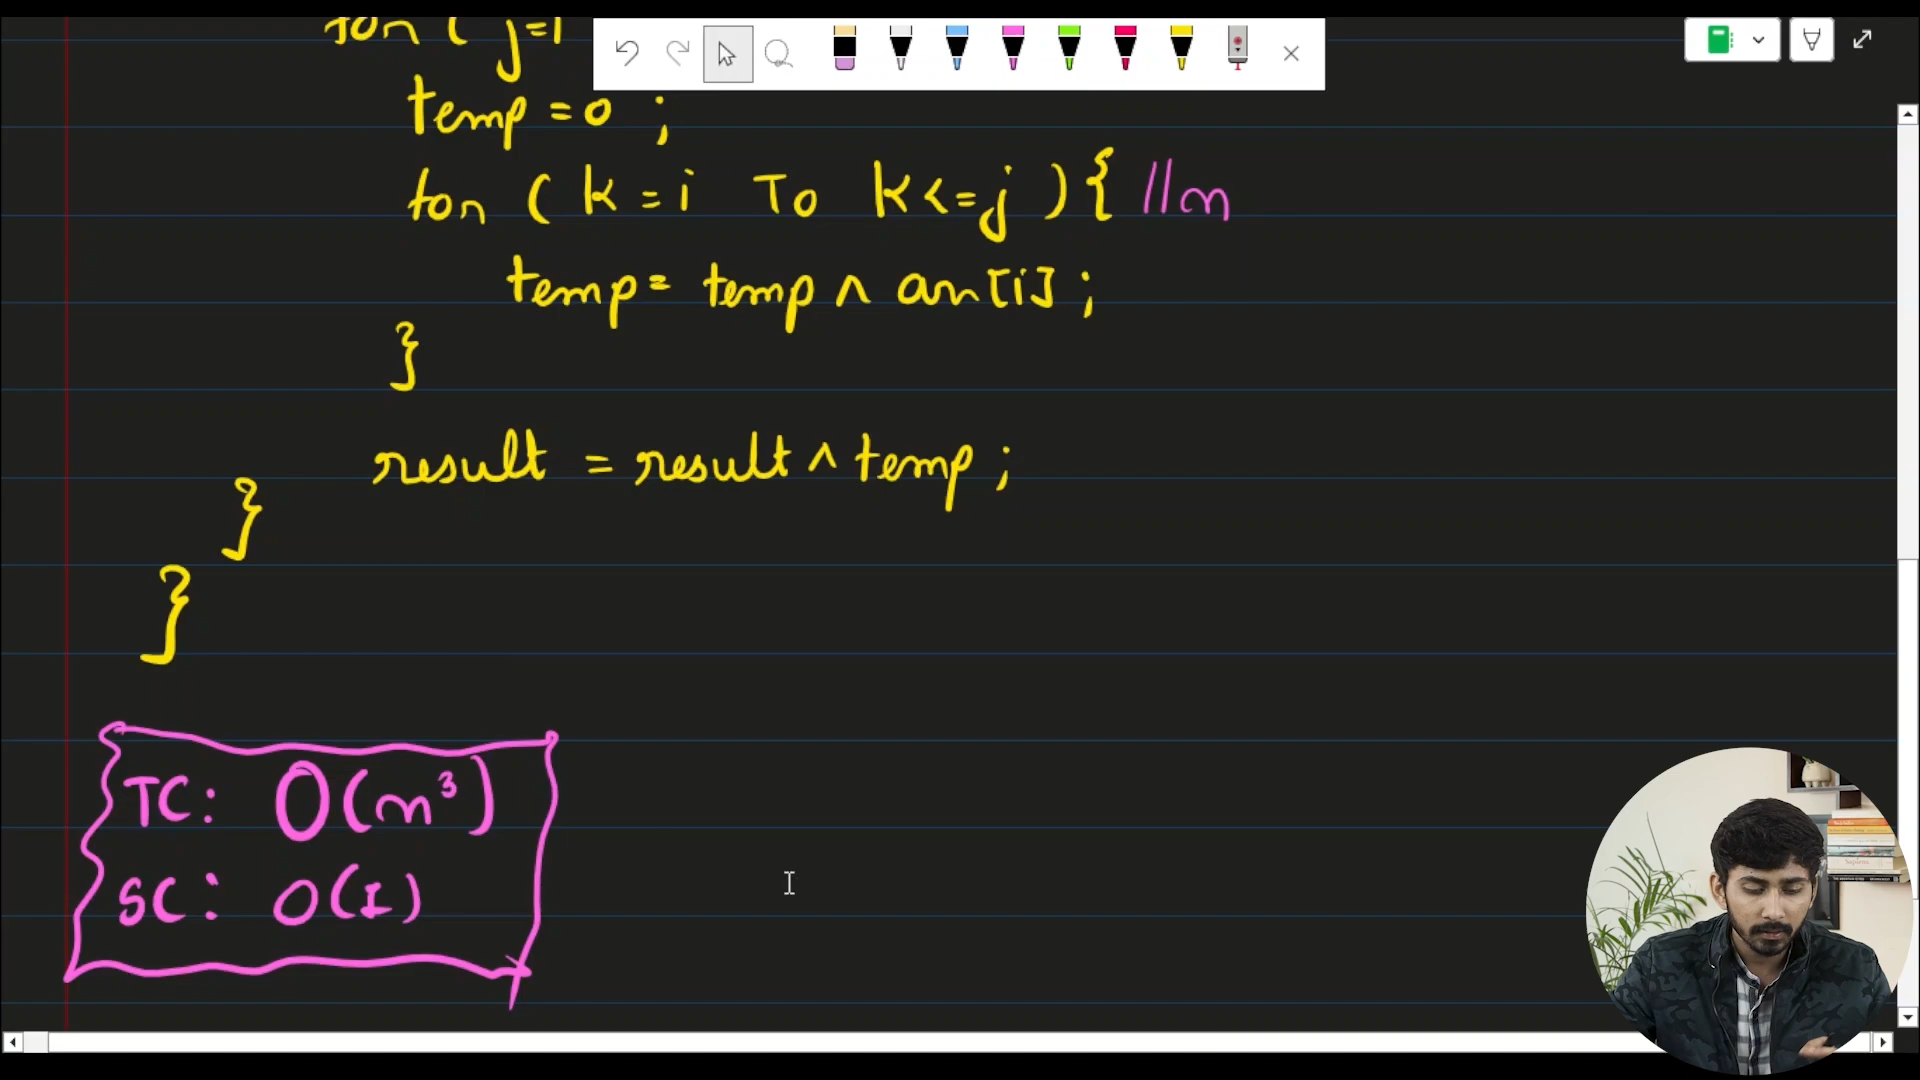 for ( j=i
temp = 0 ;
for ( k = i To k<=j ) { //n
temp = temp ^ arr[i] ;
}
result = result ^ temp ;
}
}
TC: O(n³)
SC: O(1)